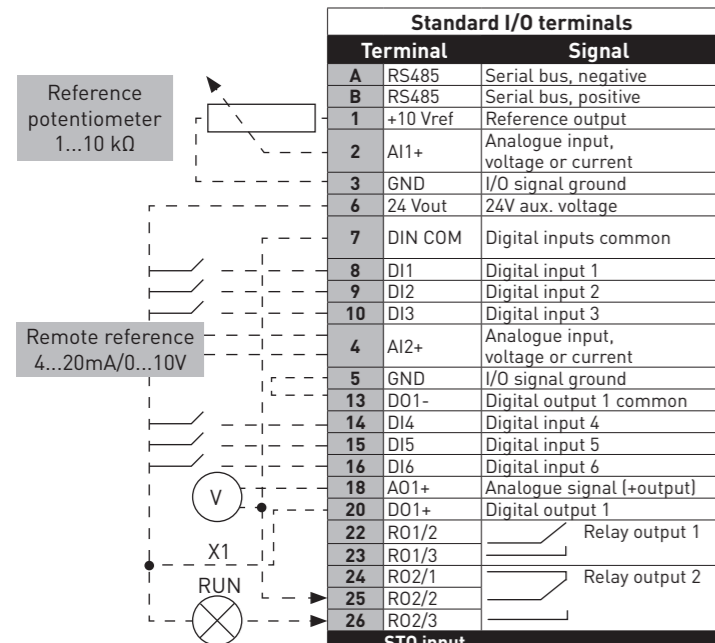 Standard I/O terminals
Terminal Signal
A RS485 Serial bus, negative
B RS485 Serial bus, positive
1 +10 Vref Reference output
2 AI1+ Analogue input,
voltage or current
3 GND I/O signal ground
6 24 Vout 24V aux. voltage
7 DIN COM Digital inputs common
8 DI1 Digital input 1
9 DI2 Digital input 2
10 DI3 Digital input 3
4 AI2+ Analogue input,
voltage or current
5 GND I/O signal ground
13 DO1- Digital output 1 common
14 DI4 Digital input 4
15 DI5 Digital input 5
16 DI6 Digital input 6
18 AO1+ Analogue signal (+output)
20 DO1+ Digital output 1
22 RO1/2 Relay output 1
23 RO1/3
24 RO2/1 Relay output 2
25 RO2/2
26 RO2/3
STO input
Reference
potentiometer
1...10 kΩ
Remote reference
4...20mA/0...10V
V
X1
RUN